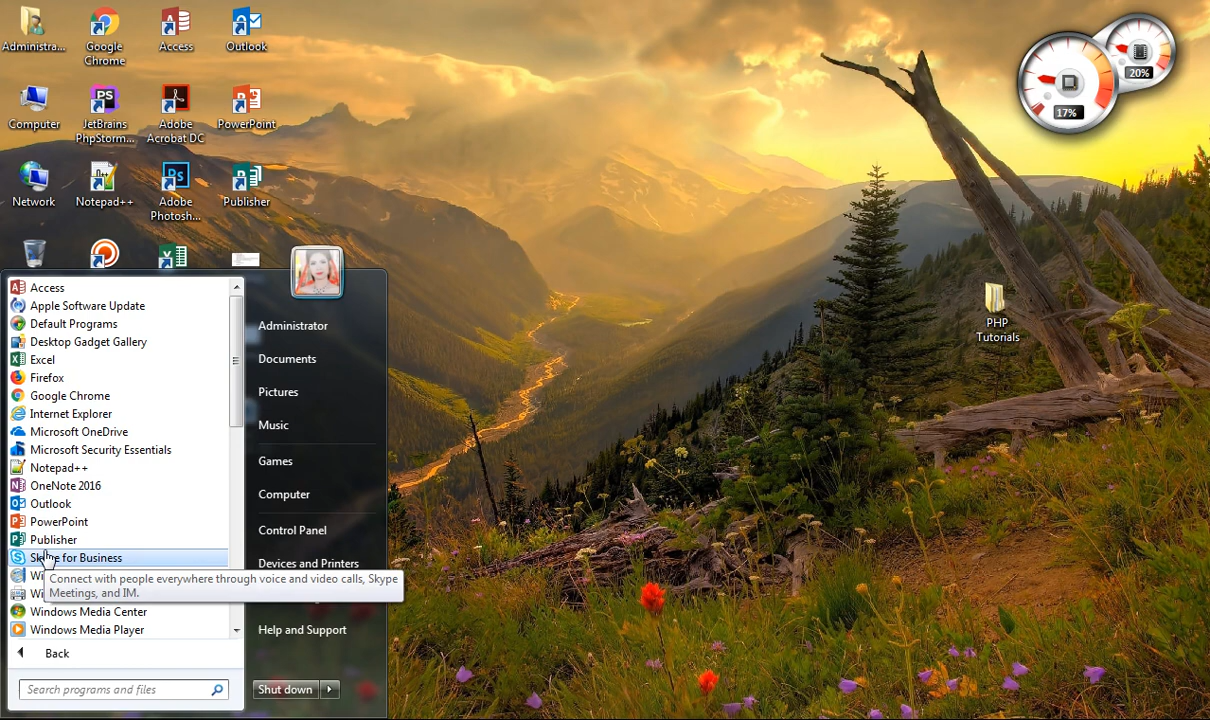 Administra...
Google
Chrome
Access
Outlook
Computer
JetBrains
PhpStorm...
Adobe
Acrobat DC
PowerPoint
Network
Notepad++
Adobe
Photosh...
Publisher
20%
17%
PHP
Tutorials
Access
Apple Software Update
Default Programs
Desktop Gadget Gallery
Excel
Firefox
Google Chrome
Internet Explorer
Microsoft OneDrive
Microsoft Security Essentials
Notepad++
OneNote 2016
Outlook
PowerPoint
Publisher
Skype for Business
Connect with people everywhere through voice and video calls, Skype
Meetings, and IM.
Windows Media Center
Windows Media Player
Back
Search programs and files
Administrator
Documents
Pictures
Music
Games
Computer
Control Panel
Devices and Printers
Help and Support
Shut down